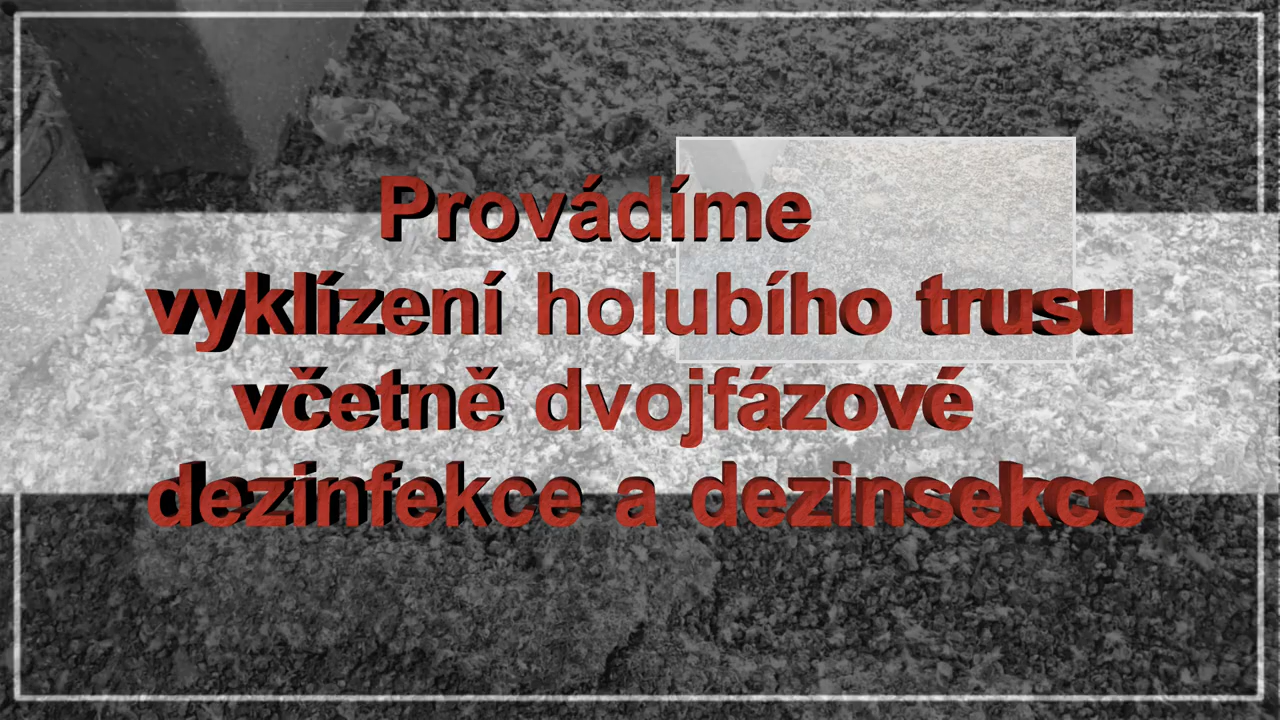 Provádíme
vyklízení holubího trusu
včetně dvojfázové
dezinfekce a dezinsekce